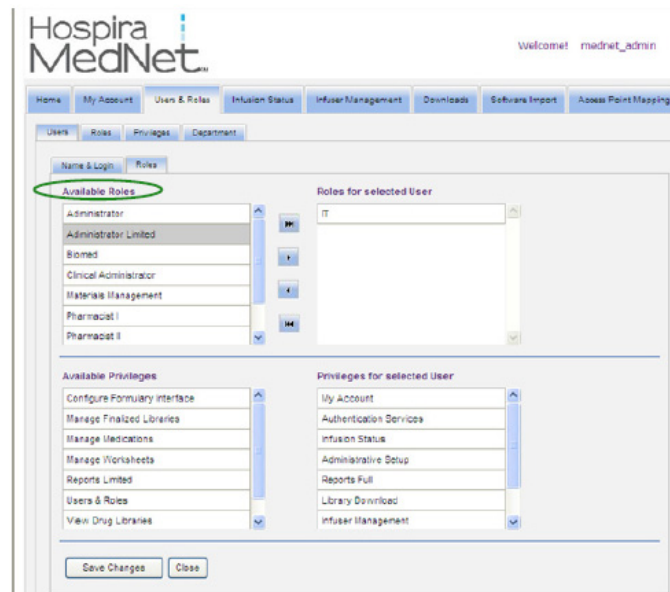 Hospira
MedNet™
Welcome! mednet_admin
Home My Account Users & Roles Infusion Status Infuser Management Downloads Software Import Access Point Mapping
Users Roles Privileges Department
Name & Login Roles
Available Roles Roles for selected User
Administrator IT
Administrator Limited
Biomed
Clinical Administrator
Materials Management
Pharmacist I
Pharmacist II
Available Privileges Privileges for selected User
Configure Formulary Interface My Account
Manage Finalized Libraries Authentication Services
Manage Medications Infusion Status
Manage Worksheets Administrative Setup
Reports Limited Reports Full
Users & Roles Library Download
View Drug Libraries Infuser Management
Save Changes Close